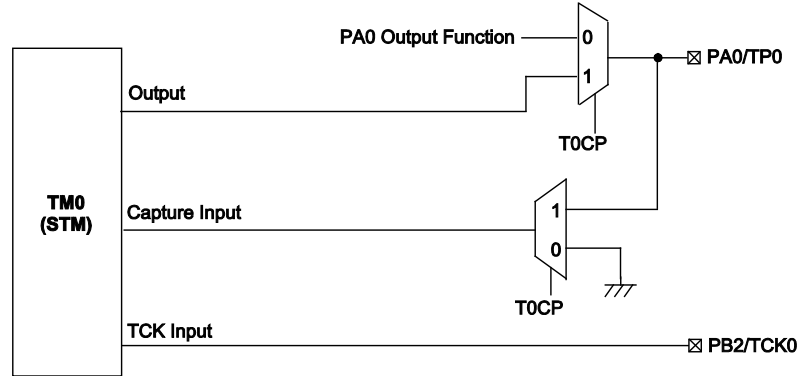 PA0 Output Function
0
1
PA0/TP0
Output
T0CP
TM0
(STM)
Capture Input
1
0
T0CP
TCK Input
PB2/TCK0